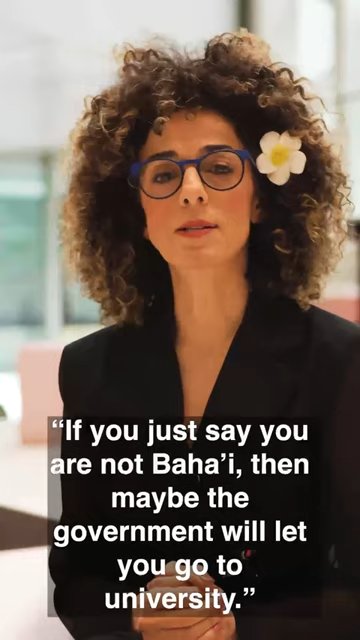 “If you just say you
are not Baha’i, then
maybe the
government will let
you go to
university.”